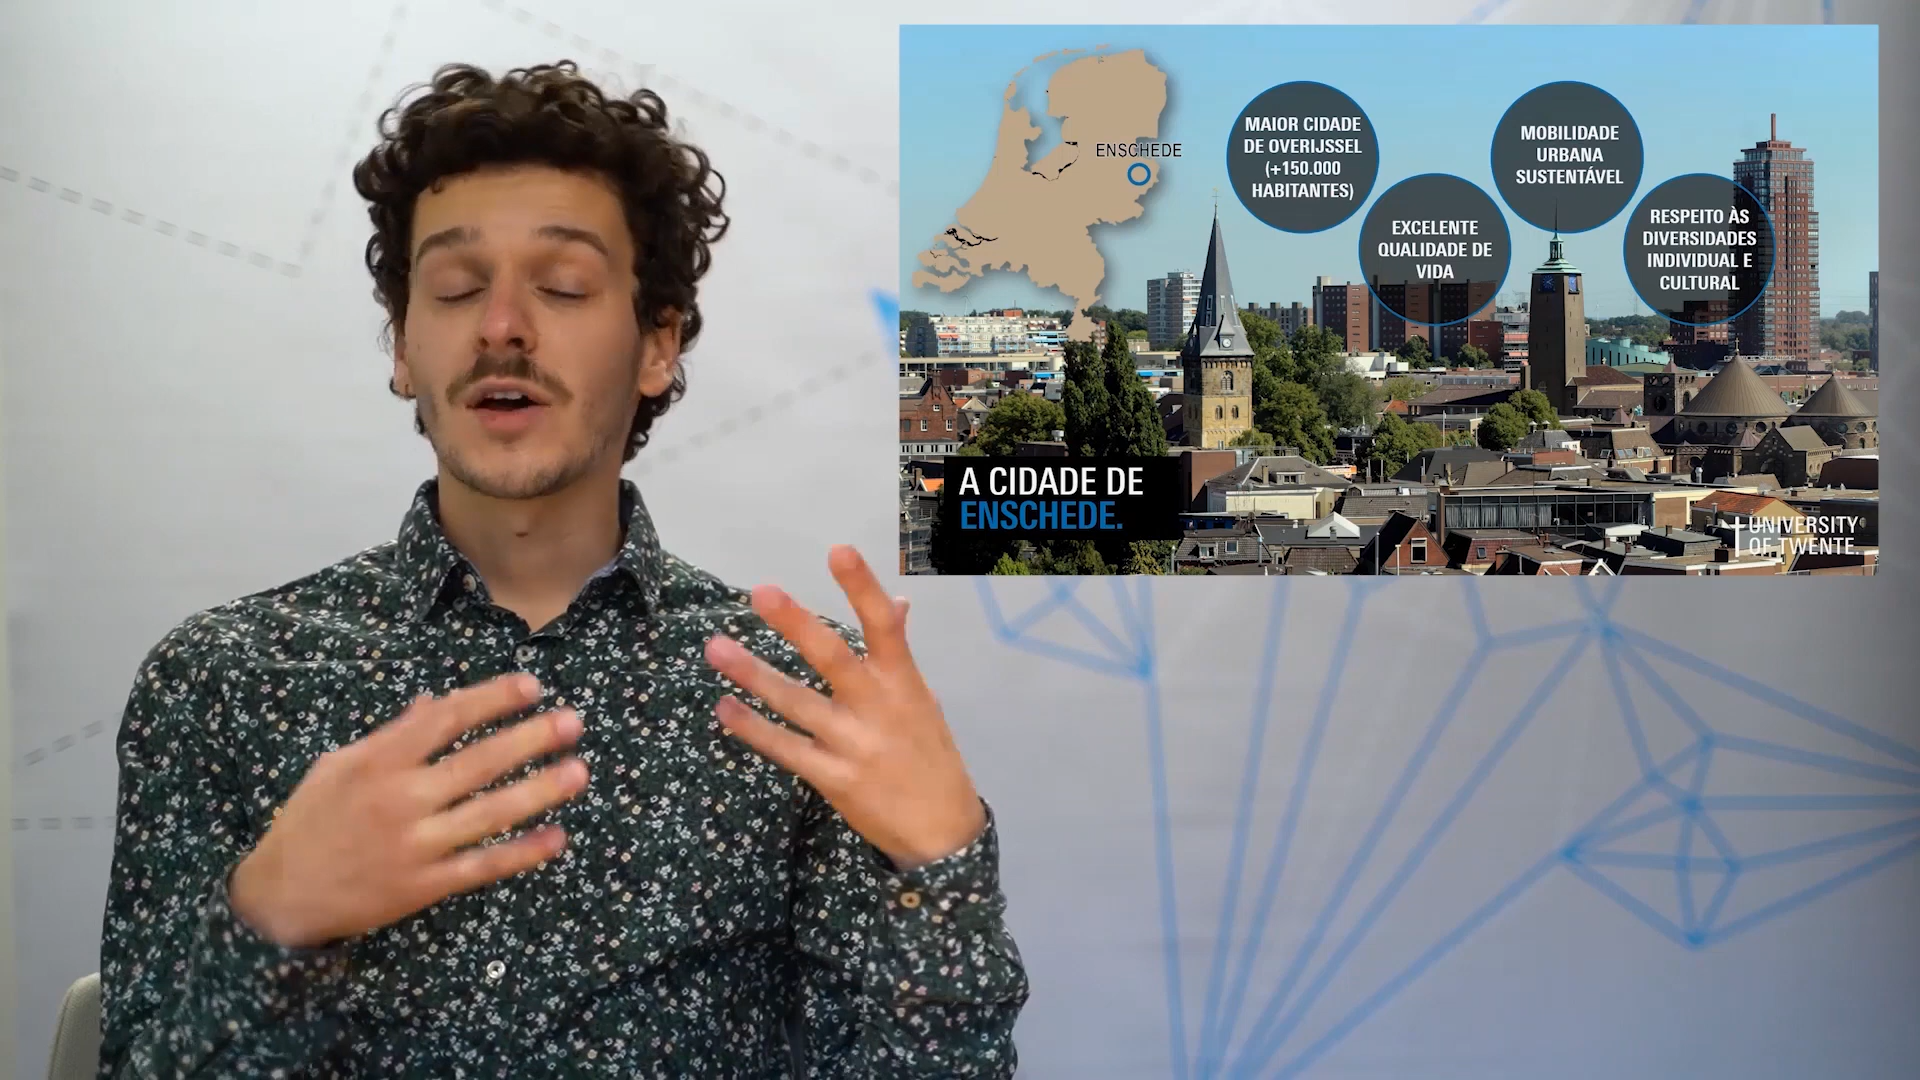 ENSCHEDE
MAIOR CIDADE
DE OVERIJSSEL
(+150.000
HABITANTES)
EXCELENTE
QUALIDADE DE
VIDA
MOBILIDADE
URBANA
SUSTENTÁVEL
RESPEITO ÀS
DIVERSIDADES
INDIVIDUAL E
CULTURAL
A CIDADE DE
ENSCHEDE.
UNIVERSITY
OF TWENTE.